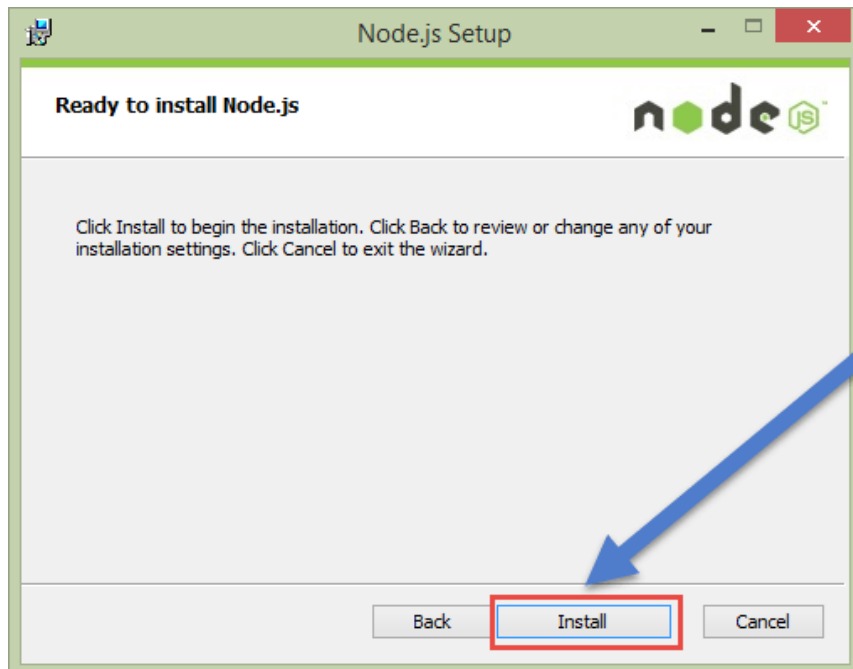 Node.js Setup
Ready to install Node.js
node JS
Click Install to begin the installation. Click Back to review or change any of your
installation settings. Click Cancel to exit the wizard.
Back Install Cancel